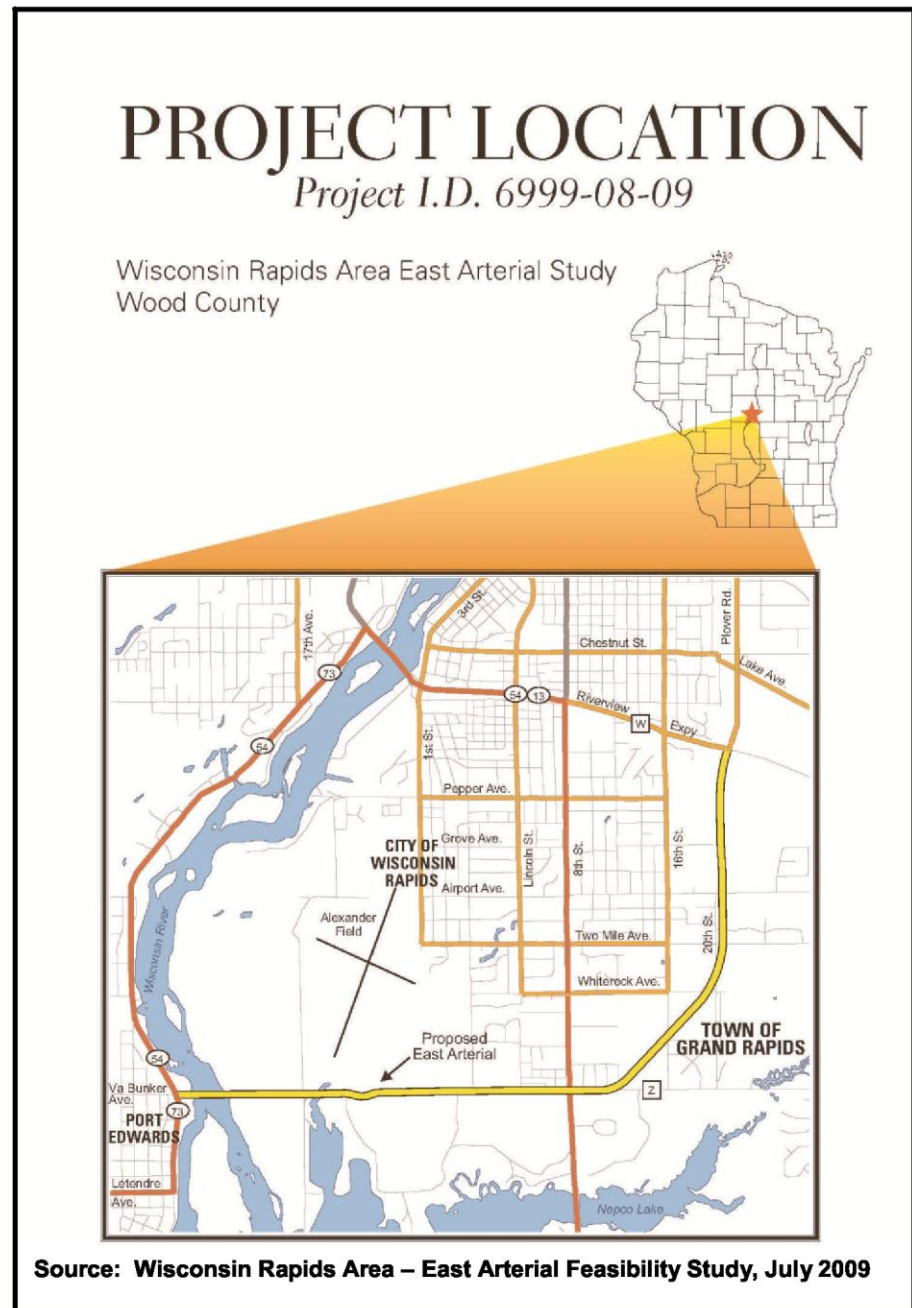 PROJECT LOCATION
Project I.D. 6999-08-09
Wisconsin Rapids Area East Arterial Study
Wood County
17th Ave.
3rd St.
Chestnut St.
Plover Rd.
Lake Ave.
73
54
13
Riverview
W
Expy
54
1st St.
Pepper Ave.
CITY OF
WISCONSIN
RAPIDS
Grove Ave.
Lincoln St.
8th St.
16th St.
Airport Ave.
Alexander
Field
20th St.
Two Mile Ave.
Wisconsin River
Whiterock Ave.
Proposed
East Arterial
TOWN OF
GRAND RAPIDS
54
Va Bunker
Ave.
73
Z
PORT
EDWARDS
Letendre
Ave.
Nepco Lake
Source: Wisconsin Rapids Area – East Arterial Feasibility Study, July 2009